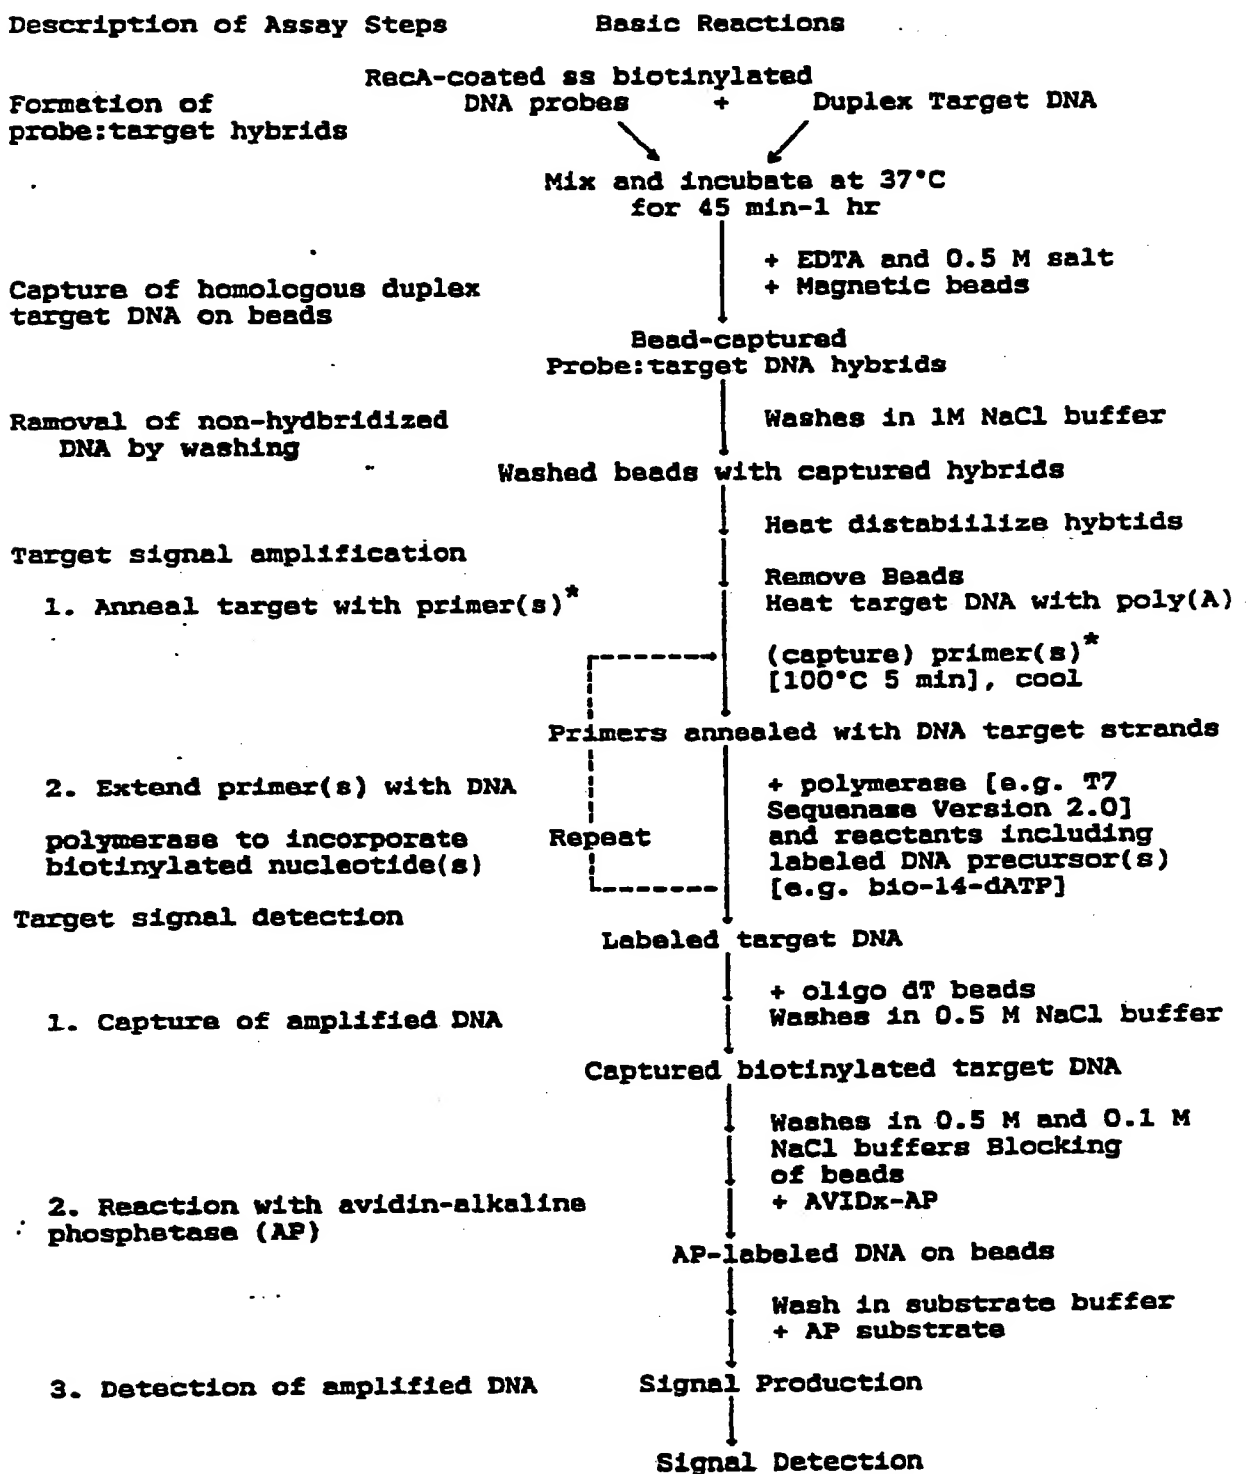 Description of Assay Steps Basic Reactions
RecA-coated ss biotinylated
Formation of DNA probes + Duplex Target DNA
probe:target hybrids
Mix and incubate at 37°C
for 45 min-1 hr
+ EDTA and 0.5 M salt
Capture of homologous duplex + Magnetic beads
target DNA on beads
Bead-captured
Probe:target DNA hybrids
Ramoval of non-hydbridized Washes in 1M NaCl buffer
DNA by washing
Washed beads with captured hybrids
Heat distabiilize hybtids
Target signal amplification
Remove Beads
1. Anneal target with primer(s)* Heat target DNA with poly(A)
(capture) primer(s)*
[100°C 5 min], cool
Primers annealed with DNA target strands
2. Extend primer(s) with DNA + polymerase [e.g. T7
Sequenase Version 2.0]
polymerase to incorporate Repeat and reactants including
biotinylated nucleotide(s) labeled DNA precursor(s)
[e.g. bio-14-dATP]
Target signal detection
Labeled target DNA
+ oligo dT beads
1. Capture of amplified DNA Washes in 0.5 M NaCl buffer
Captured biotinylated target DNA
Washes in 0.5 M and 0.1 M
NaCl buffers Blocking
of beads
2. Reaction with avidin-alkaline + AVIDx-AP
phosphatase (AP)
AP-labeled DNA on beads
Wash in substrate buffer
+ AP substrate
3. Detection of amplified DNA Signal Production
Signal Detection